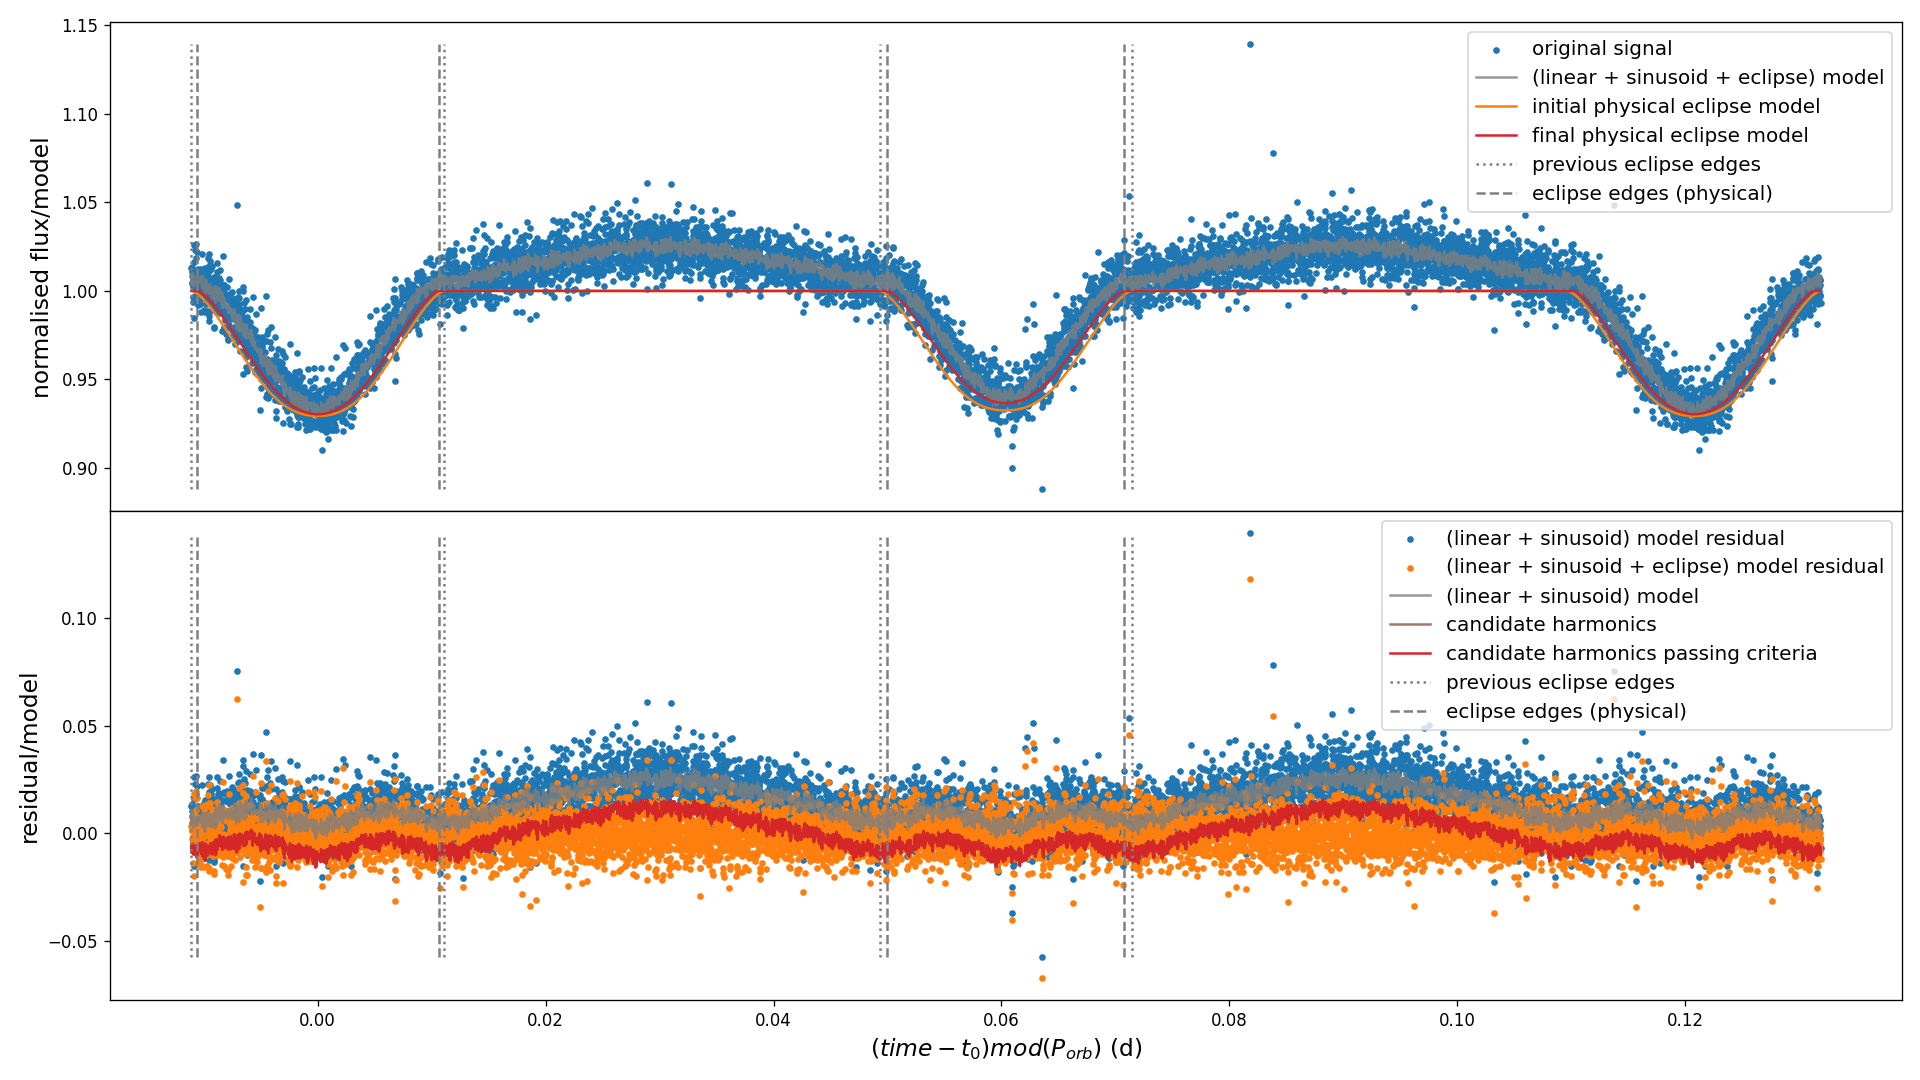 1.15
1.10
1.05
1.00
0.95
0.90
normalised flux/model
original signal
(linear + sinusoid + eclipse) model
initial physical eclipse model
final physical eclipse model
previous eclipse edges
eclipse edges (physical)
0.10
0.05
0.00
−0.05
residual/model
(linear + sinusoid) model residual
(linear + sinusoid + eclipse) model residual
(linear + sinusoid) model
candidate harmonics
candidate harmonics passing criteria
previous eclipse edges
eclipse edges (physical)
0.00 0.02 0.04 0.06 0.08 0.10 0.12
(time − t₀)mod(Pₒᵣb) (d)